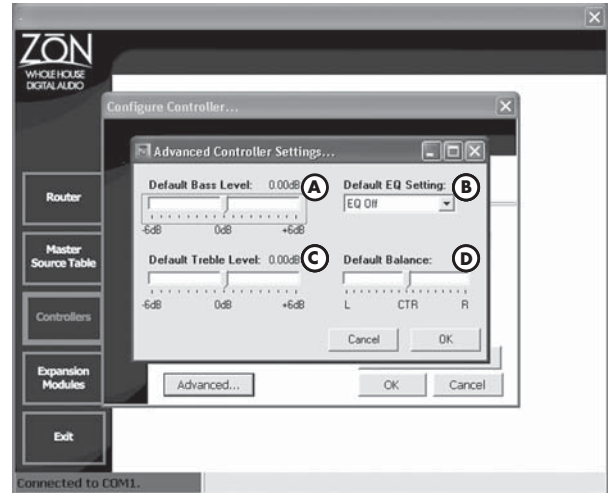 ZŌN
WHOLE HOUSE
DIGITAL AUDIO
Configure Controller...
Advanced Controller Settings...
Default Bass Level: 0.00dB A
-6dB 0dB +6dB
Default EQ Setting: B
EQ Off
Default Treble Level: 0.00dB C
-6dB 0dB +6dB
Default Balance: D
L CTR R
Cancel OK
Advanced... OK Cancel
Router
Master
Source Table
Controllers
Expansion
Modules
Exit
Connected to COM1.